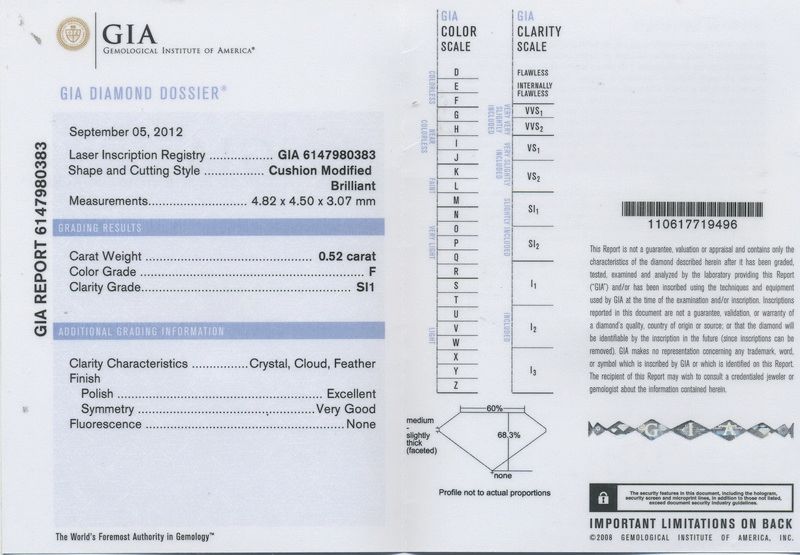 GIA
GEMOLOGICAL INSTITUTE OF AMERICA®
GIA DIAMOND DOSSIER®
GIA REPORT 6147980383
September 05, 2012
Laser Inscription Registry ................ GIA 6147980383
Shape and Cutting Style ................ Cushion Modified
Brilliant
Measurements......................... 4.82 x 4.50 x 3.07 mm
GRADING RESULTS
Carat Weight ............................................ 0.52 carat
Color Grade ........................................................ F
Clarity Grade...................................................... SI1
ADDITIONAL GRADING INFORMATION
Clarity Characteristics ..............Crystal, Cloud, Feather
Finish
Polish ................................................ Excellent
Symmetry ............................................Very Good
Fluorescence ................................................ None
The World's Foremost Authority in Gemology™
GIA
COLOR
SCALE
COLORLESS
D
E
F
NEAR COLORLESS
G
H
I
J
FAINT
K
L
M
VERY LIGHT
N
O
P
Q
R
LIGHT
S
T
U
V
W
X
Y
Z
GIA
CLARITY
SCALE
FLAWLESS
INTERNALLY
FLAWLESS
VERY VERY SLIGHTLY INCLUDED
VVS1
VVS2
VERY SLIGHTLY INCLUDED
VS1
VS2
SLIGHTLY INCLUDED
SI1
SI2
INCLUDED
I1
I2
I3
60%
medium
-
slightly
thick
(faceted)
68.3%
none
Profile not to actual proportions
110617719496
This Report is not a guarantee, valuation or appraisal and contains only the
characteristics of the diamond described herein after it has been graded,
tested, examined and analyzed by the laboratory providing this Report
("GIA") and/or has been inscribed using the techniques and equipment
used by GIA at the time of the examination and/or inscription. Inscriptions
reported in this document are not a guarantee, validation, or warranty of
a diamond's quality, country of origin or source; or that the diamond will
be identifiable by the inscription in the future (since inscriptions can be
removed). GIA makes no representation concerning any trademark, word,
or symbol which is inscribed by GIA or which is identified on this Report.
The recipient of this Report may wish to consult a credentialed jeweler or
gemologist about the information contained herein.
GIA
The security features in this document, including the hologram,
security screen and microprint lines, in addition to those not listed,
exceed document security industry guidelines.
IMPORTANT LIMITATIONS ON BACK
©2008 GEMOLOGICAL INSTITUTE OF AMERICA, INC.